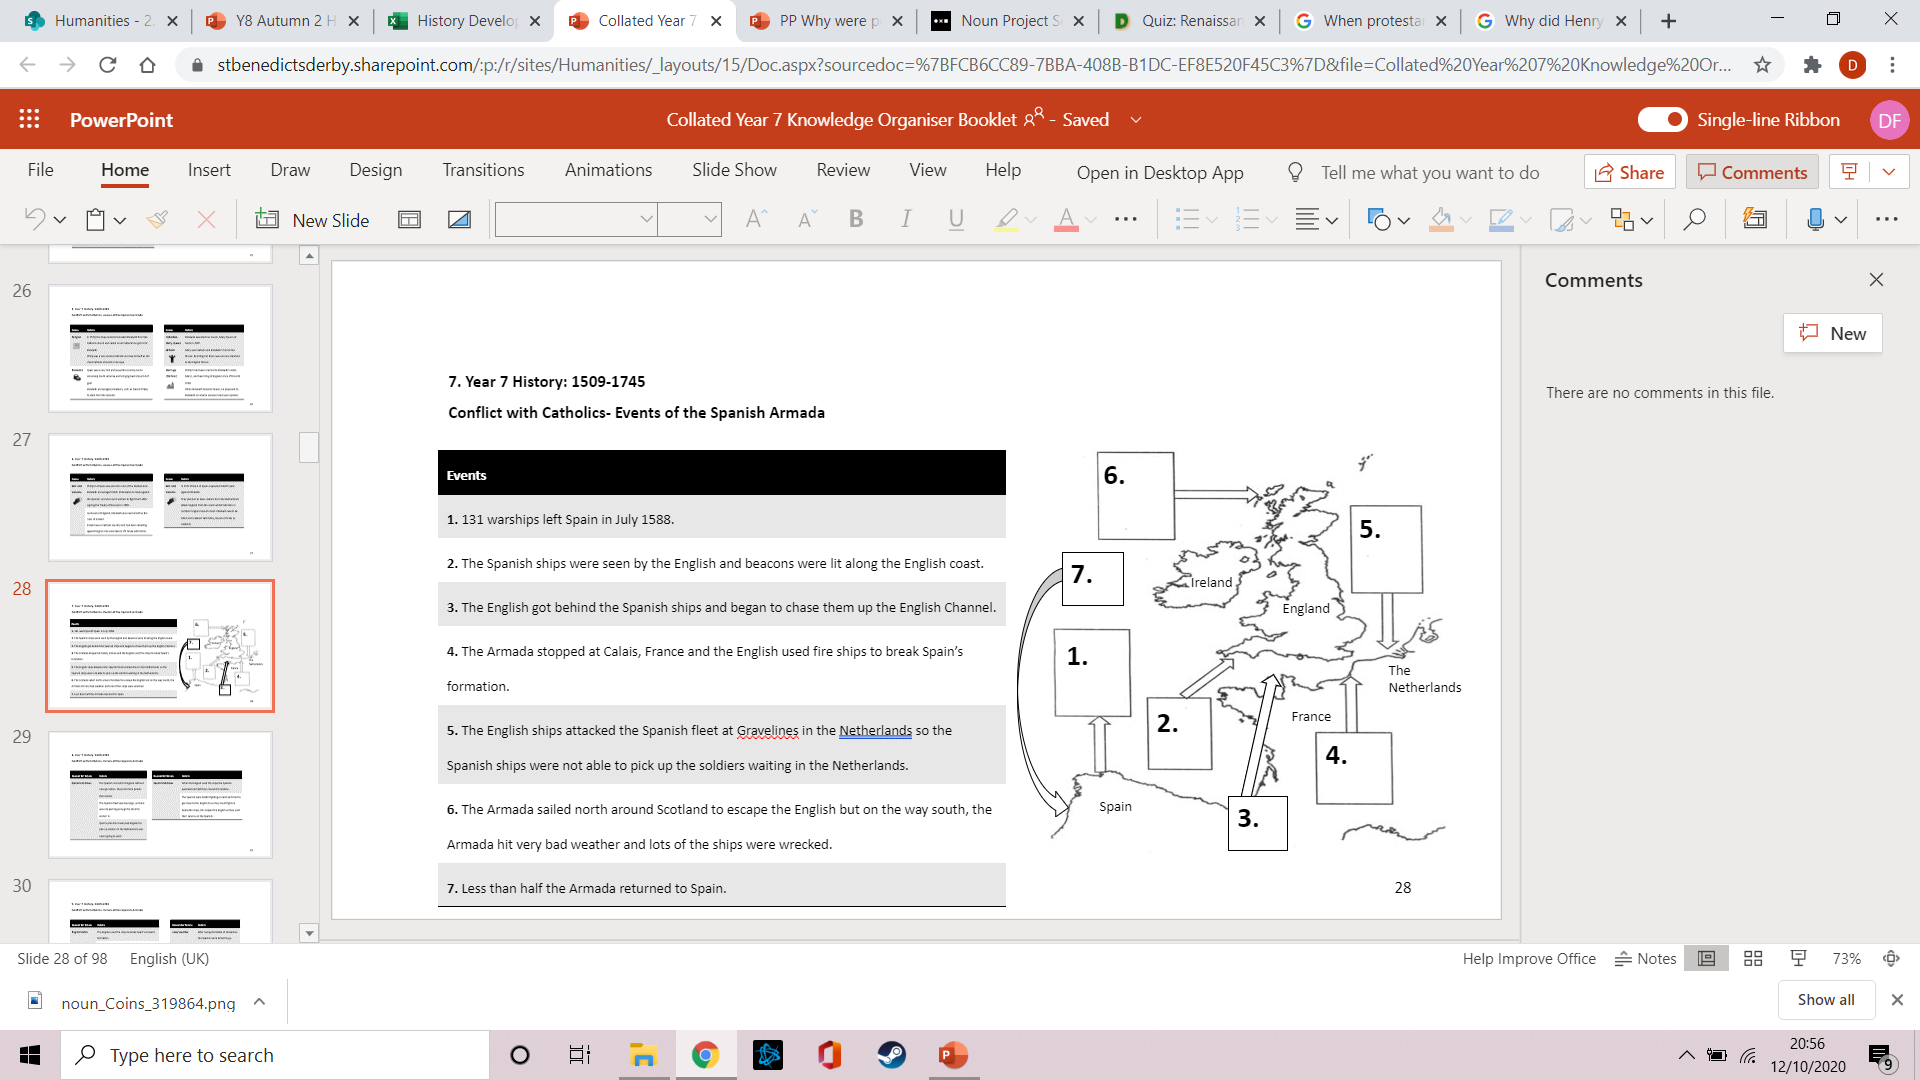 Humanities - 2.
Y8 Autumn 2 H
History Develop
Collated Year 7
PP Why were p
Noun Project S
Quiz: Renaissan
When protestan
Why did Henry
stbenedictsderby.sharepoint.com/:p:/r/sites/Humanities/_layouts/15/Doc.aspx?sourcedoc=%7BFCB6CC89-7BBA-408B-B1DC-EF8E520F45C3%7D&file=Collated%20Year%207%20Knowledge%20Or...
D
PowerPoint
Collated Year 7 Knowledge Organiser Booklet - Saved
Single-line Ribbon
DF
File Home Insert Draw Design Transitions Animations Slide Show Review View Help Open in Desktop App Tell me what you want to do Share Comments
New Slide
26
27
28
29
30
7. Year 7 History: 1509-1745
Conflict with Catholics- Events of the Spanish Armada
Events
1. 131 warships left Spain in July 1588.
2. The Spanish ships were seen by the English and beacons were lit along the English coast.
3. The English got behind the Spanish ships and began to chase them up the English Channel.
4. The Armada stopped at Calais, France and the English used fire ships to break Spain's
formation.
5. The English ships attacked the Spanish fleet at Gravelines in the Netherlands so the
Spanish ships were not able to pick up the soldiers waiting in the Netherlands.
6. The Armada sailed north around Scotland to escape the English but on the way south, the
Armada hit very bad weather and lots of the ships were wrecked.
7. Less than half the Armada returned to Spain.
6.
5.
7.
Ireland
England
1.
The
Netherlands
2.
France
4.
Spain
3.
28
Comments
New
There are no comments in this file.
Slide 28 of 98 English (UK)
Help Improve Office Notes 73%
noun_Coins_319864.png
Show all
Type here to search
20:56
12/10/2020
9